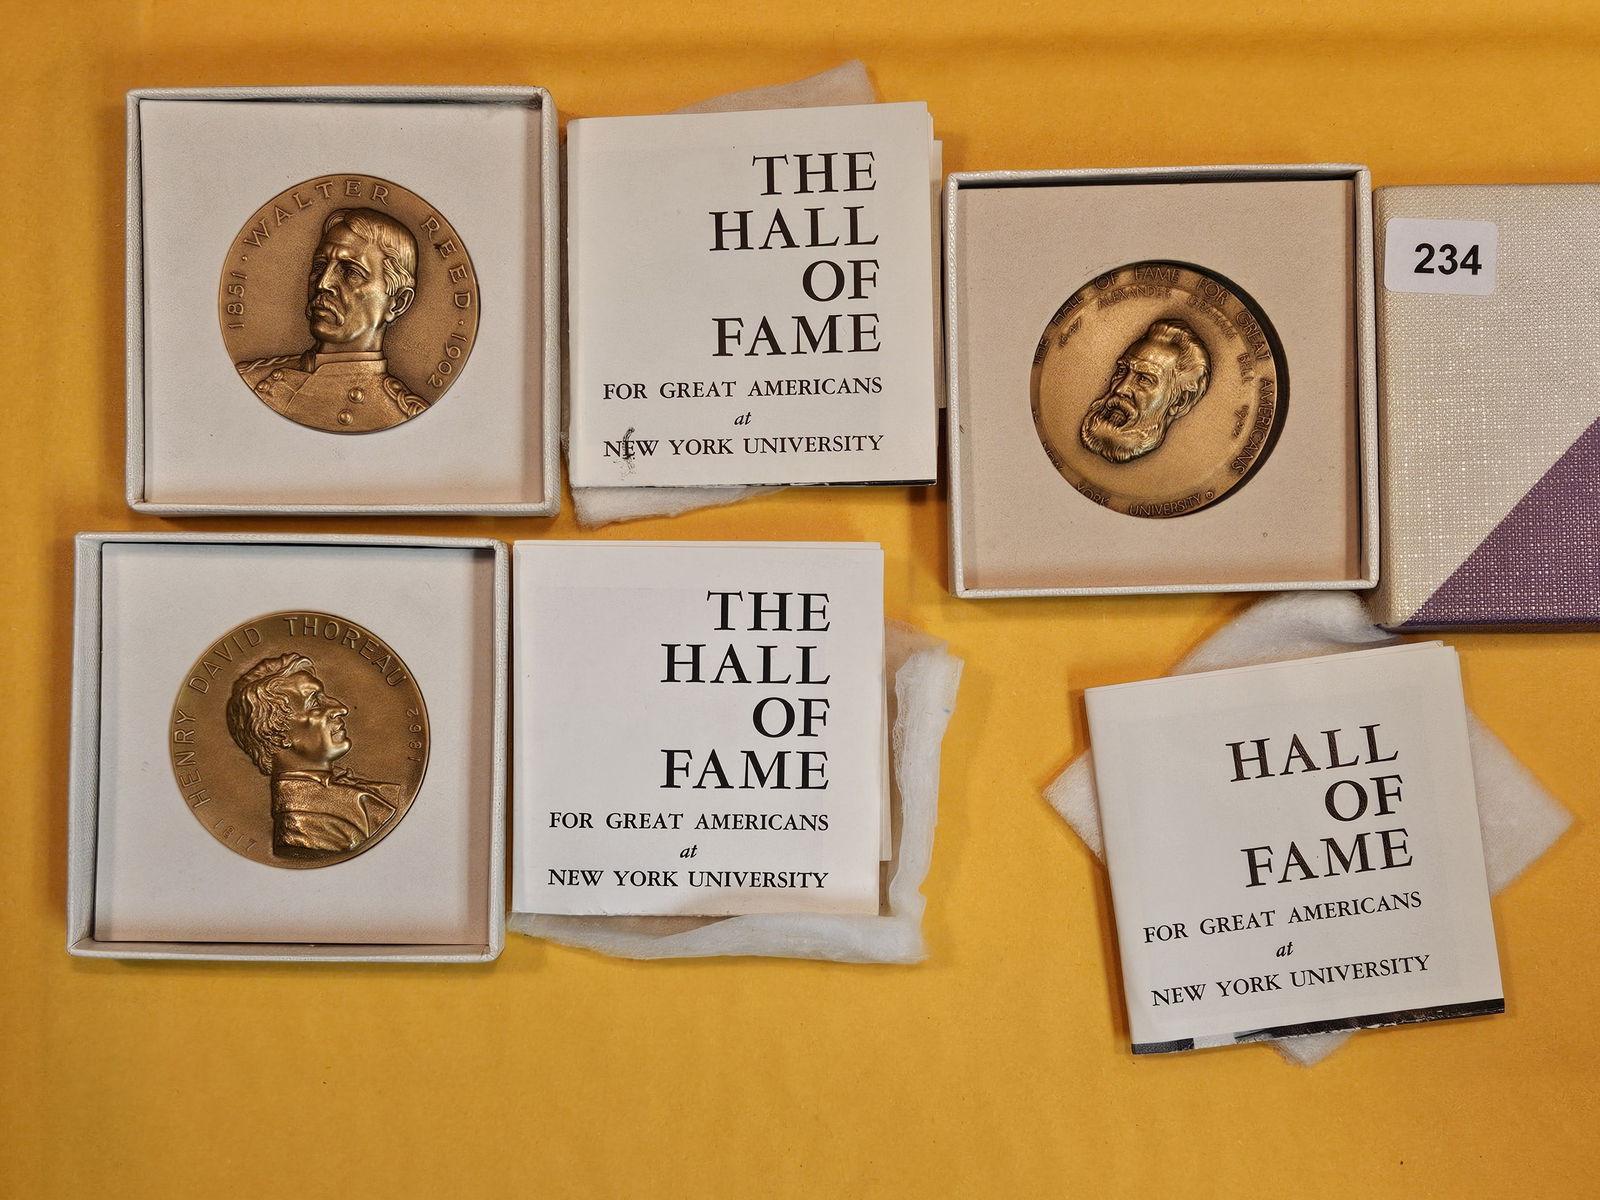 1851 · WALTER REED · 1902
THE
HALL
OF
FAME
FOR GREAT AMERICANS
at
NEW YORK UNIVERSITY
THE HALL OF FAME FOR GREAT AMERICANS
ALEXANDER GRAHAM BELL
YORK UNIVERSITY
234
HENRY DAVID THOREAU
1817 1862
THE
HALL
OF
FAME
FOR GREAT AMERICANS
at
NEW YORK UNIVERSITY
HALL
OF
FAME
FOR GREAT AMERICANS
at
NEW YORK UNIVERSITY